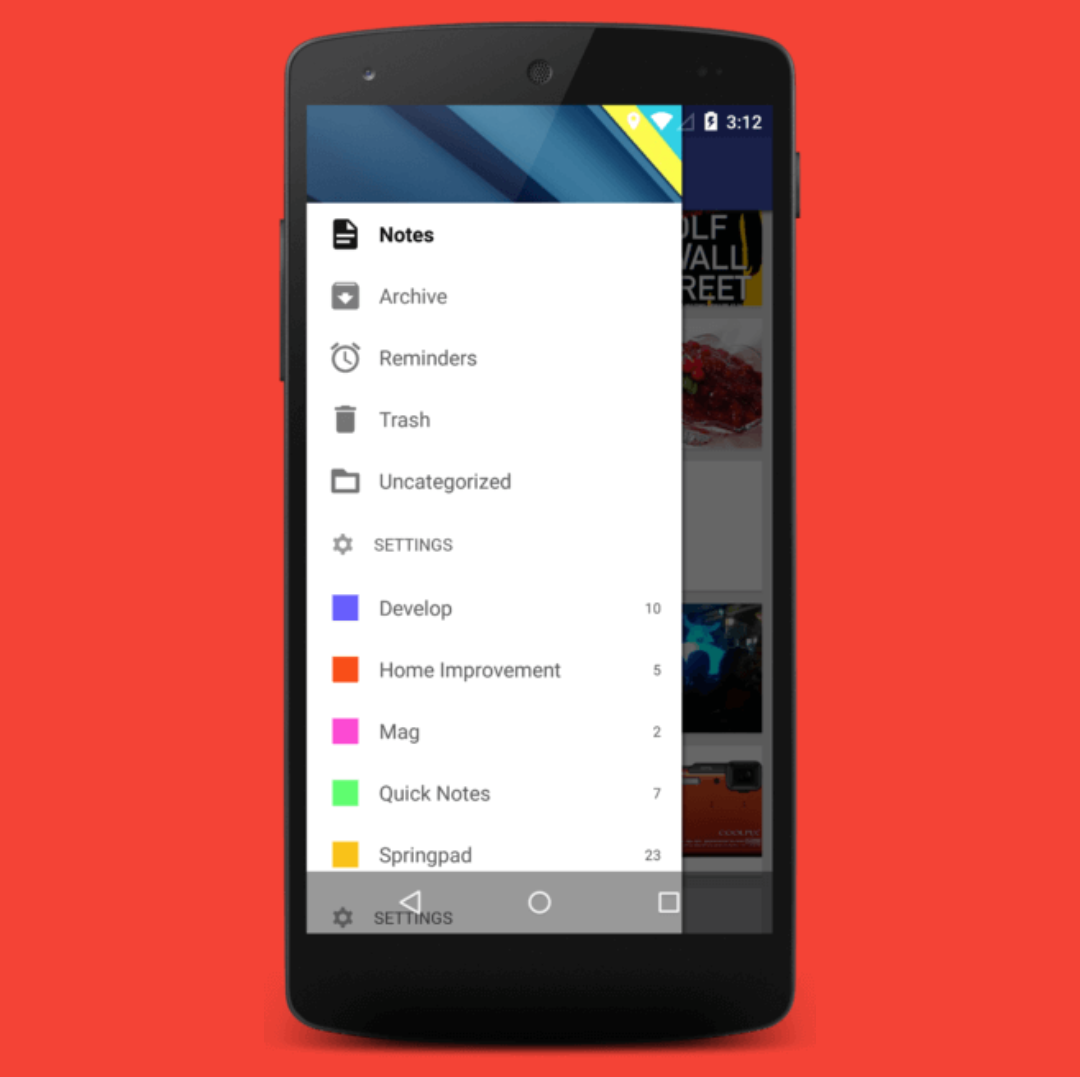 3:12
OLF
WALL
REET
Notes
Archive
Reminders
Trash
Uncategorized
SETTINGS
Develop 10
Home Improvement 5
Mag 2
Quick Notes 7
Springpad 23
COOLPIX
SETTINGS